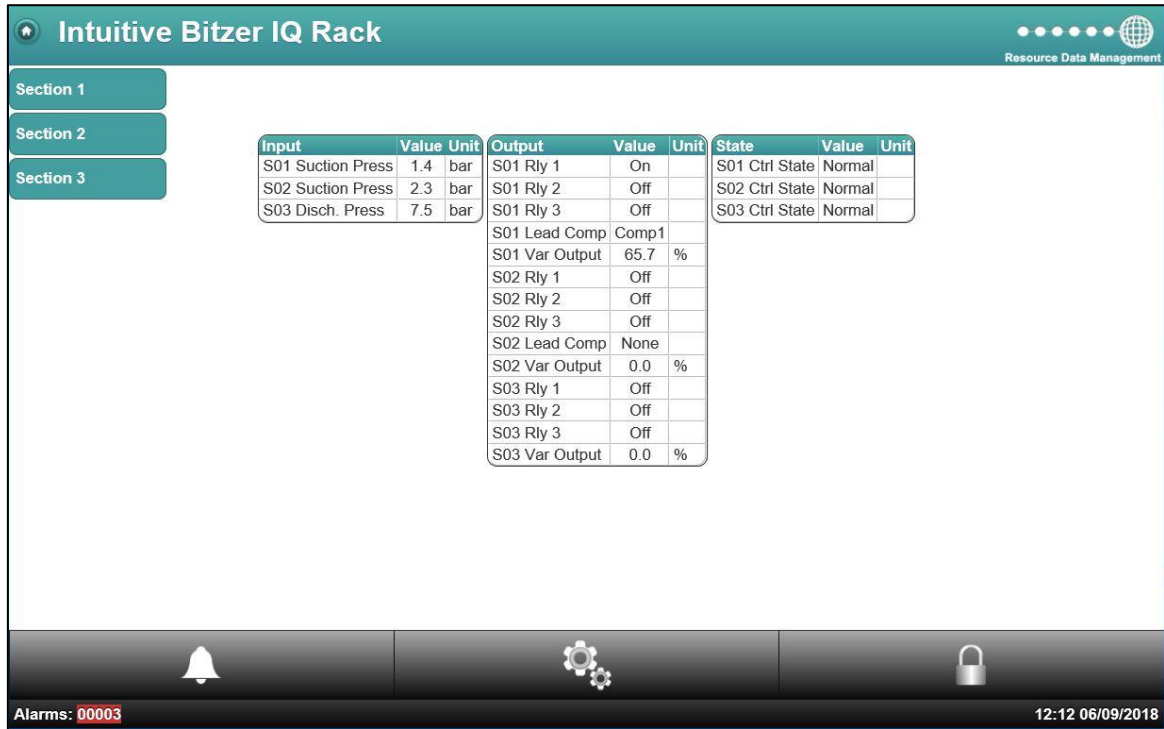 Intuitive Bitzer IQ Rack
Resource Data Management
Section 1
Section 2
Section 3
Input Value Unit
S01 Suction Press 1.4 bar
S02 Suction Press 2.3 bar
S03 Disch. Press 7.5 bar
Output Value Unit
S01 Rly 1 On
S01 Rly 2 Off
S01 Rly 3 Off
S01 Lead Comp Comp1
S01 Var Output 65.7 %
S02 Rly 1 Off
S02 Rly 2 Off
S02 Rly 3 Off
S02 Lead Comp None
S02 Var Output 0.0 %
S03 Rly 1 Off
S03 Rly 2 Off
S03 Rly 3 Off
S03 Var Output 0.0 %
State Value Unit
S01 Ctrl State Normal
S02 Ctrl State Normal
S03 Ctrl State Normal
Alarms: 00003
12:12 06/09/2018